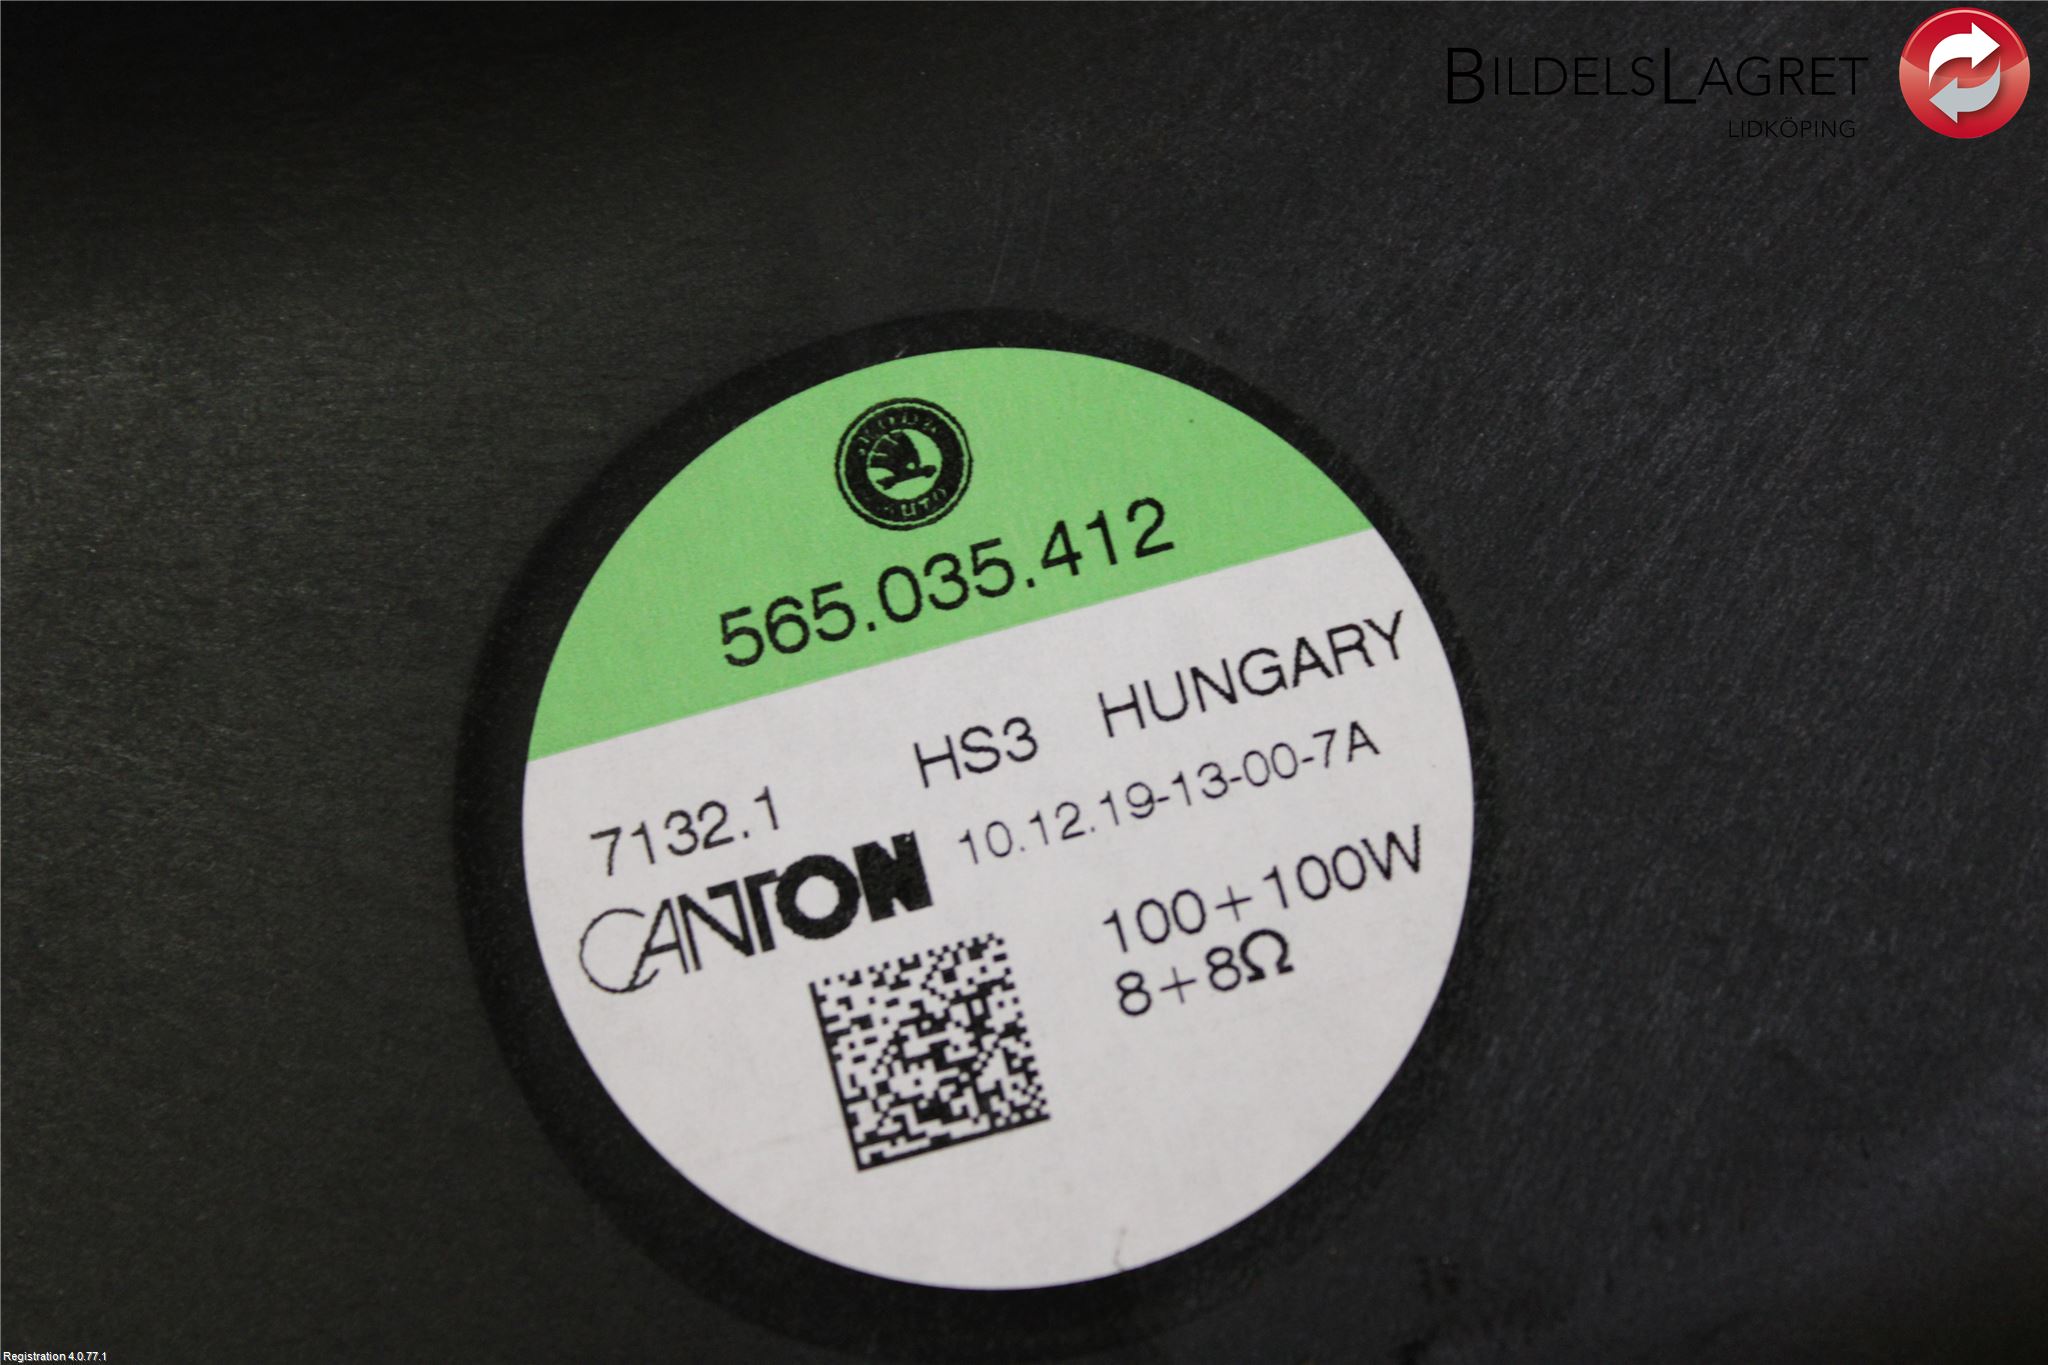 BILDELSLAGRET
LIDKÖPING
AUTO
565.035.412
HS3 HUNGARY
7132.1
10.12.19-13-00-7A
CANTON
100+100W
8+8Ω
Registration 4.0.77.1